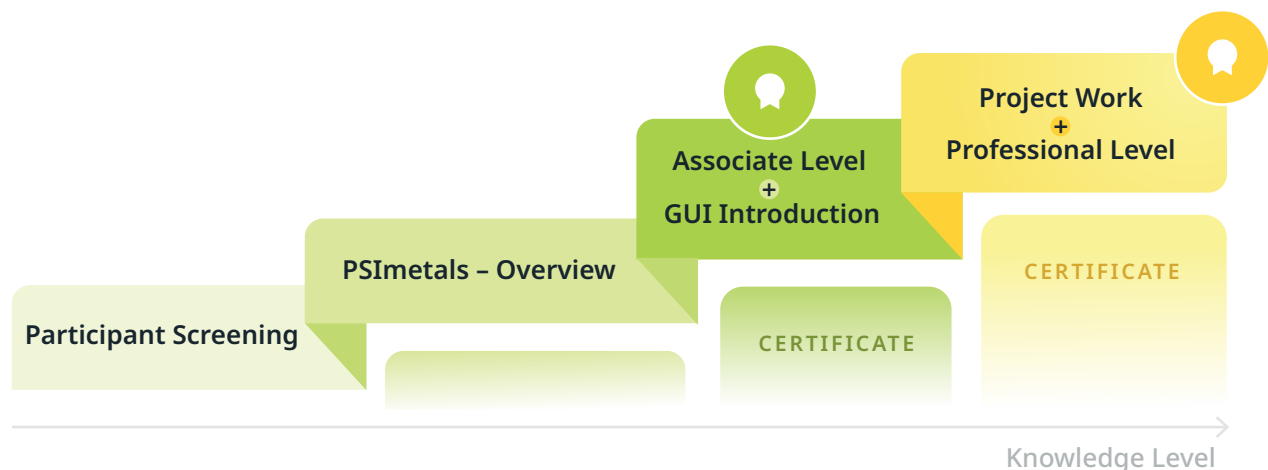 Project Work
+
Professional Level
Associate Level
+
GUI Introduction
PSImetals – Overview
Participant Screening
CERTIFICATE
CERTIFICATE
Knowledge Level